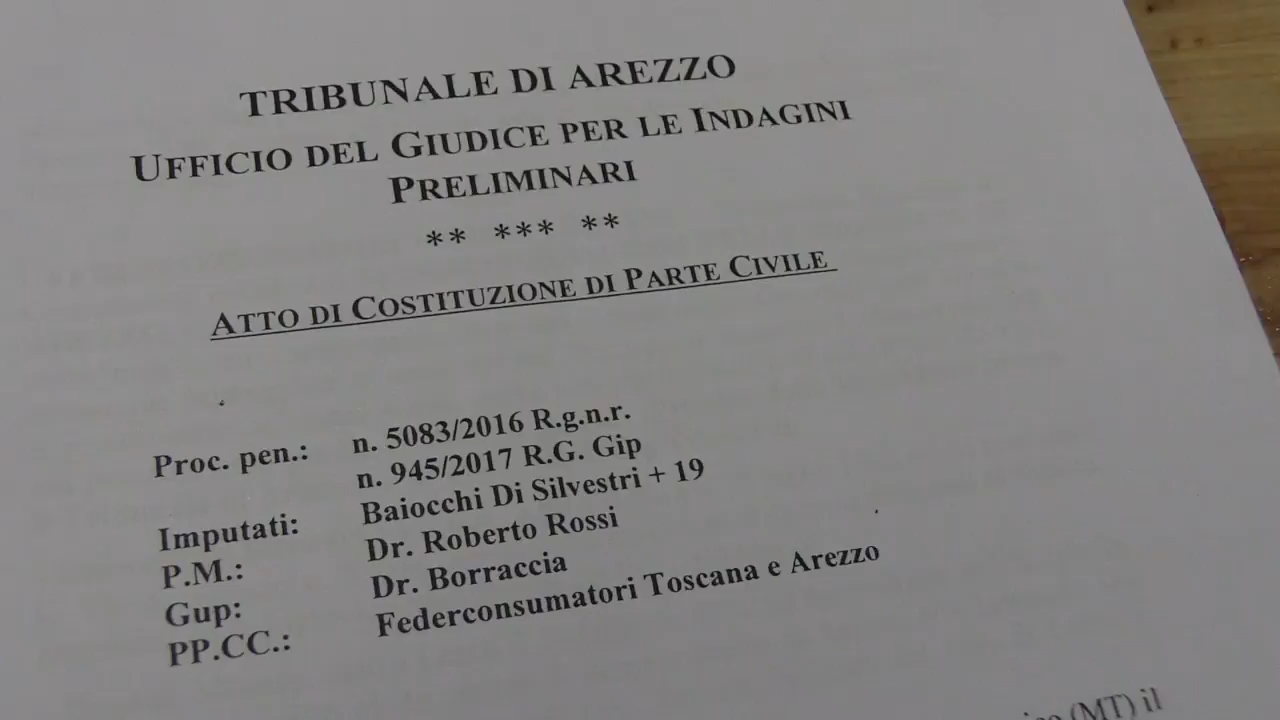 TRIBUNALE DI AREZZO
UFFICIO DEL GIUDICE PER LE INDAGINI
PRELIMINARI
** *** **
ATTO DI COSTITUZIONE DI PARTE CIVILE
Proc. pen.: n. 5083/2016 R.g.n.r.
n. 945/2017 R.G. Gip
Imputati: Baiocchi Di Silvestri + 19
P.M.: Dr. Roberto Rossi
Gup: Dr. Borraccia
PP.CC.: Federconsumatori Toscana e Arezzo
(MT) il